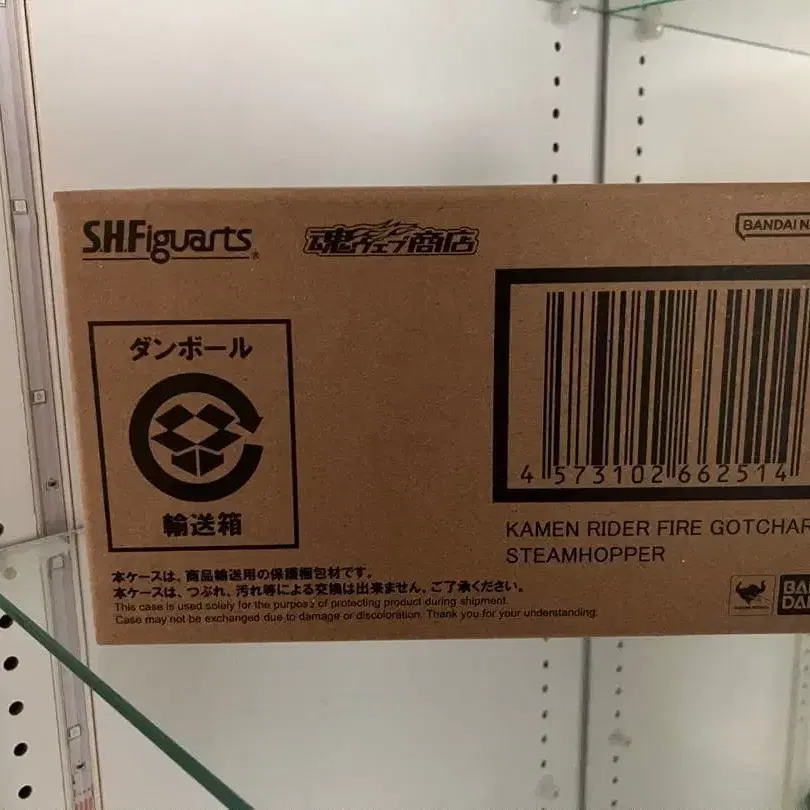 S.H.Figuarts
魂ウェブ商店
BANDAI N
ダンボール
輸送箱
4 573102 662514
KAMEN RIDER FIRE GOTCHAR
STEAMHOPPER
本ケースは、商品輸送用の保護梱包材です。
本ケースは、つぶれ、汚れ等による交換は出来ません。ご了承ください。
This case is used solely for the purpose of protecting product during shipment.
Case may not be exchanged due to damage or discoloration. Thank you for your understanding.
BAN
DAI